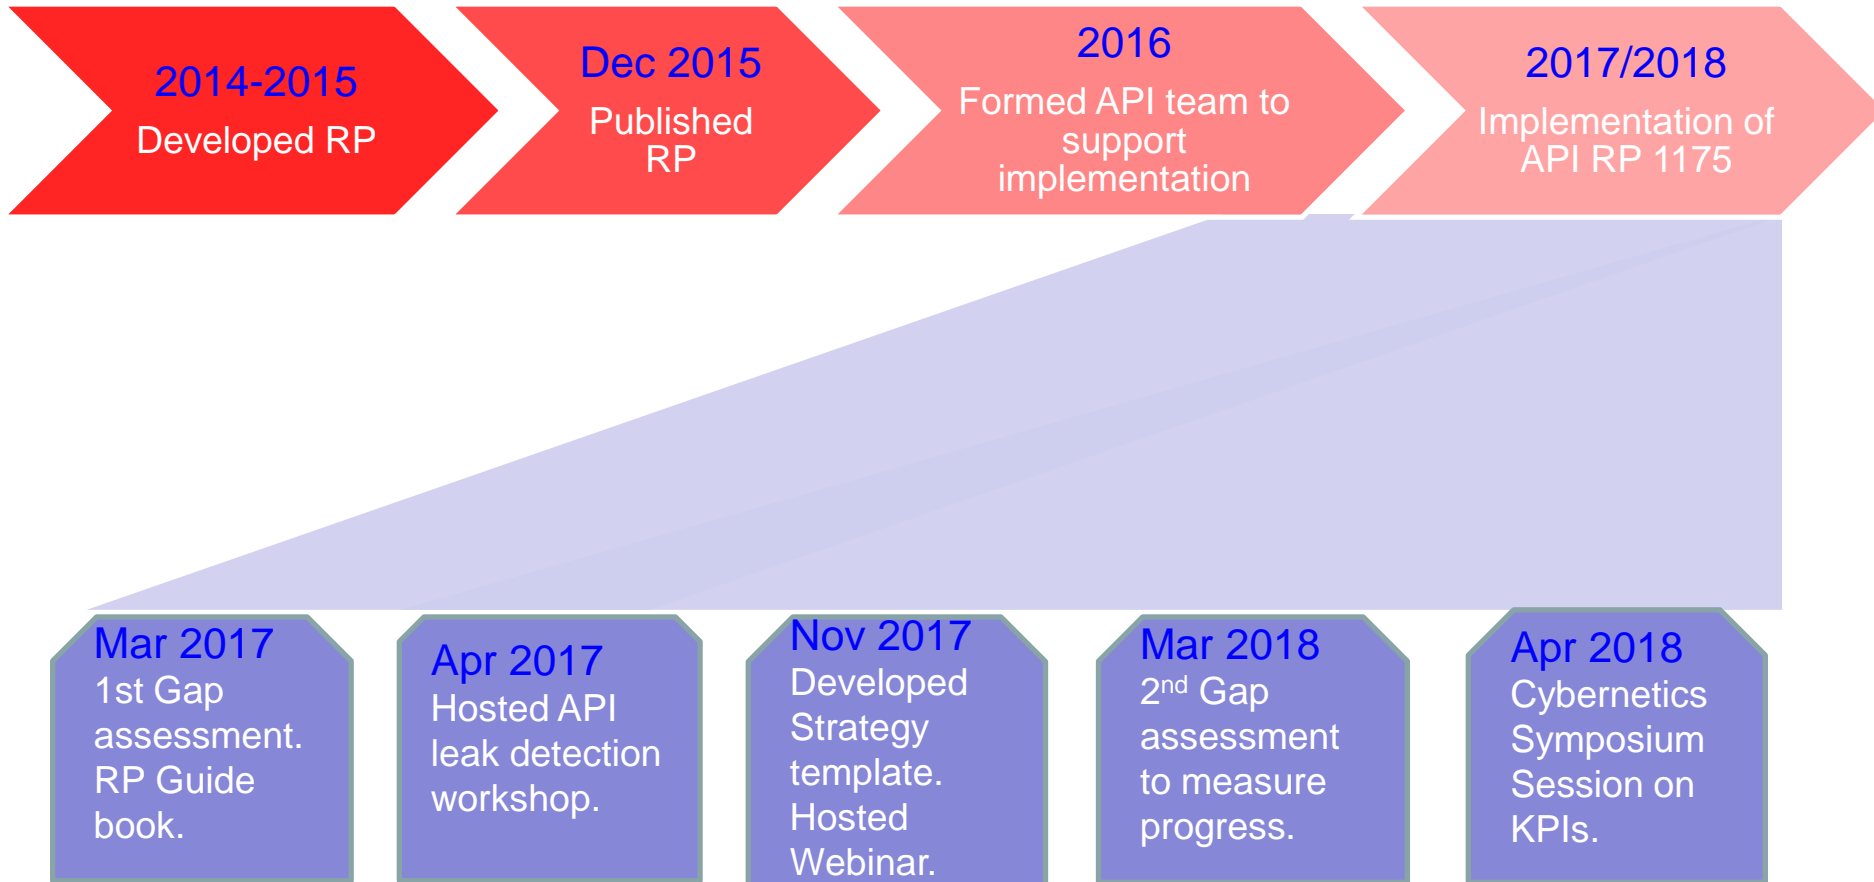 2014-2015
Developed RP
Dec 2015
Published
RP
2016
Formed API team to
support
implementation
2017/2018
Implementation of
API RP 1175
Mar 2017
1st Gap
assessment.
RP Guide
book.
Apr 2017
Hosted API
leak detection
workshop.
Nov 2017
Developed
Strategy
template.
Hosted
Webinar.
Mar 2018
2nd Gap
assessment
to measure
progress.
Apr 2018
Cybernetics
Symposium
Session on
KPIs.